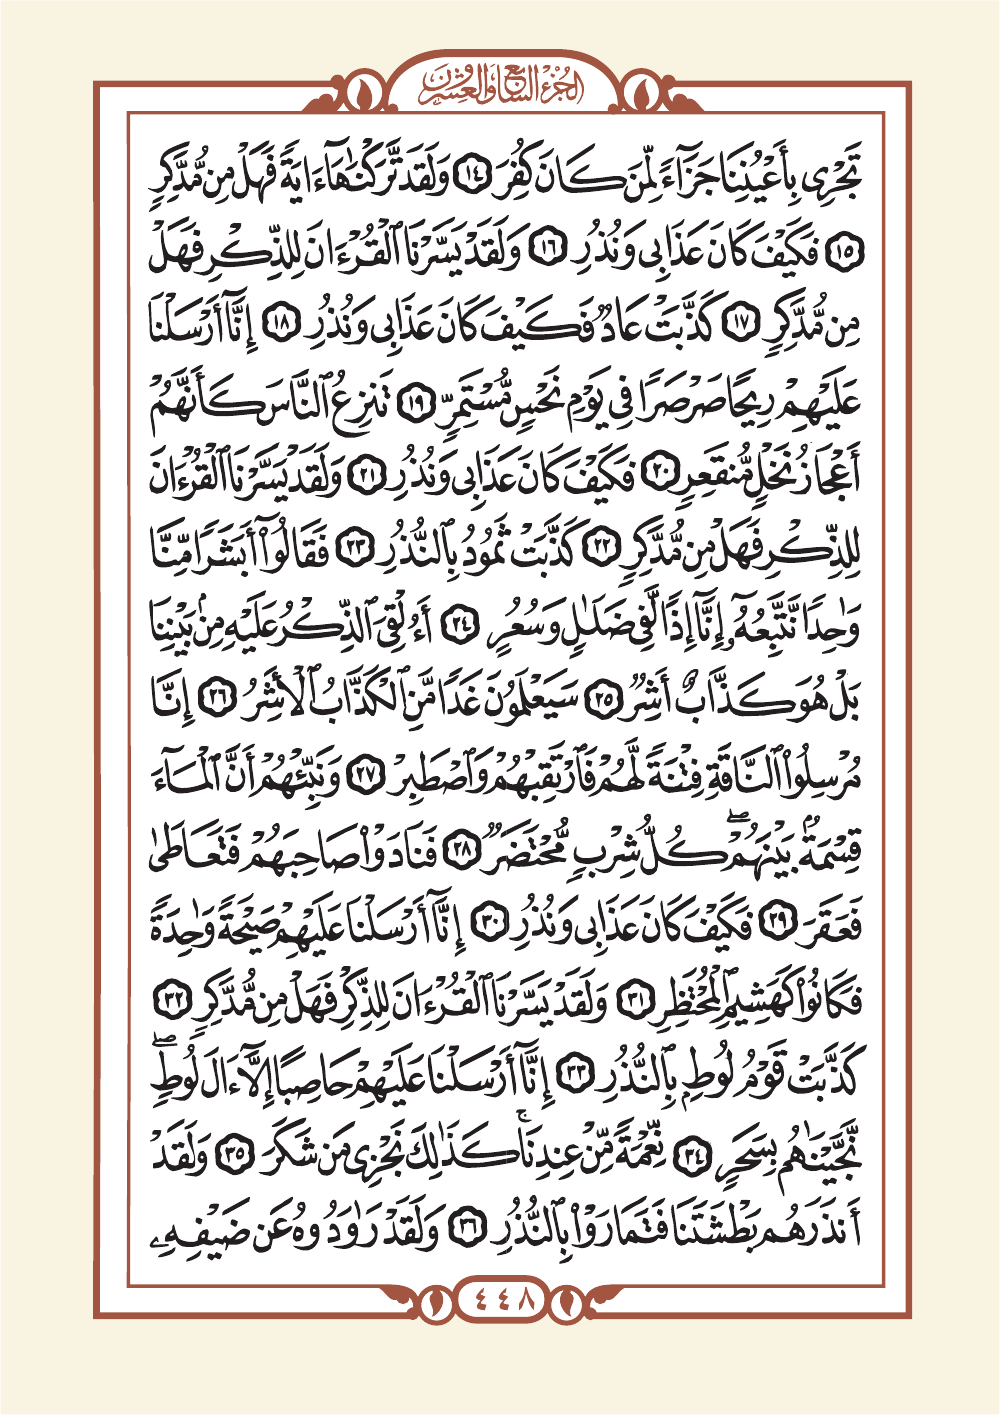 الجزء السابع والعشرون
تَجْرِى بِأَعْيُنِنَا جَزَآءً لِّمَن كَانَ كُفِرَ ١٤ وَلَقَد تَّرَكْنَٰهَآ ءَايَةً فَهَلْ مِن مُّدَّكِرٍ
١٥ فَكَيْفَ كَانَ عَذَابِى وَنُذُرِ ١٦ وَلَقَدْ يَسَّرْنَا ٱلْقُرْءَانَ لِلذِّكْرِ فَهَلْ
مِن مُّدَّكِرٍ ١٧ كَذَّبَتْ عَادٌ فَكَيْفَ كَانَ عَذَابِى وَنُذُرِ ١٨ إِنَّآ أَرْسَلْنَا
عَلَيْهِمْ رِيحًا صَرْصَرًا فِى يَوْمِ نَحْسٍ مُّسْتَمِرٍّ ١٩ تَنزِعُ ٱلنَّاسَ كَأَنَّهُمْ
أَعْجَازُ نَخْلٍ مُّنقَعِرٍ ٢٠ فَكَيْفَ كَانَ عَذَابِى وَنُذُرِ ٢١ وَلَقَدْ يَسَّرْنَا ٱلْقُرْءَانَ
لِلذِّكْرِ فَهَلْ مِن مُّدَّكِرٍ ٢٢ كَذَّبَتْ ثَمُودُ بِٱلنُّذُرِ ٢٣ فَقَالُوٓا۟ أَبَشَرًا مِّنَّا
وَٰحِدًا نَّتَّبِعُهُۥٓ إِنَّآ إِذًا لَّفِى ضَلَٰلٍ وَسُعُرٍ ٢٤ أَءُلْقِىَ ٱلذِّكْرُ عَلَيْهِ مِنۢ بَيْنِنَا
بَلْ هُوَ كَذَّابٌ أَشِرٌ ٢٥ سَيَعْلَمُونَ غَدًا مَّنِ ٱلْكَذَّابُ ٱلْأَشِرُ ٢٦ إِنَّا
مُرْسِلُوا۟ ٱلنَّاقَةِ فِتْنَةً لَّهُمْ فَٱرْتَقِبْهُمْ وَٱصْطَبِرْ ٢٧ وَنَبِّئْهُمْ أَنَّ ٱلْمَآءَ
قِسْمَةٌۢ بَيْنَهُمْ ۖ كُلُّ شِرْبٍ مُّحْتَضَرٌ ٢٨ فَنَادَوْا۟ صَاحِبَهُمْ فَتَعَاطَىٰ
فَعَقَرَ ٢٩ فَكَيْفَ كَانَ عَذَابِى وَنُذُرِ ٣٠ إِنَّآ أَرْسَلْنَا عَلَيْهِمْ صَيْحَةً وَٰحِدَةً
فَكَانُوا۟ كَهَشِيمِ ٱلْمُحْتَظِرِ ٣١ وَلَقَدْ يَسَّرْنَا ٱلْقُرْءَانَ لِلذِّكْرِ فَهَلْ مِن مُّدَّكِرٍ ٣٢
كَذَّبَتْ قَوْمُ لُوطٍۭ بِٱلنُّذُرِ ٣٣ إِنَّآ أَرْسَلْنَا عَلَيْهِمْ حَاصِبًا إِلَّآ ءَالَ لُوطٍ ۖ
نَّجَّيْنَٰهُم بِسَحَرٍ ٣٤ نِّعْمَةً مِّنْ عِندِنَا ۚ كَذَٰلِكَ نَجْزِى مَن شَكَرَ ٣٥ وَلَقَدْ
أَنذَرَهُم بَطْشَتَنَا فَتَمَارَوْا۟ بِٱلنُّذُرِ ٣٦ وَلَقَدْ رَٰوَدُوهُ عَن ضَيْفِهِۦ
٤٤٨